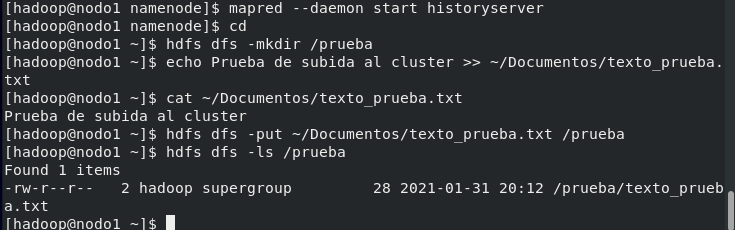 [hadoop@nodo1 namenode]$ mapred --daemon start historyserver
[hadoop@nodo1 namenode]$ cd
[hadoop@nodo1 ~]$ hdfs dfs -mkdir /prueba
[hadoop@nodo1 ~]$ echo Prueba de subida al cluster >> ~/Documentos/texto_prueba.
txt
[hadoop@nodo1 ~]$ cat ~/Documentos/texto_prueba.txt
Prueba de subida al cluster
[hadoop@nodo1 ~]$ hdfs dfs -put ~/Documentos/texto_prueba.txt /prueba
[hadoop@nodo1 ~]$ hdfs dfs -ls /prueba
Found 1 items
-rw-r--r--   2 hadoop supergroup         28 2021-01-31 20:12 /prueba/texto_prueb
a.txt
[hadoop@nodo1 ~]$